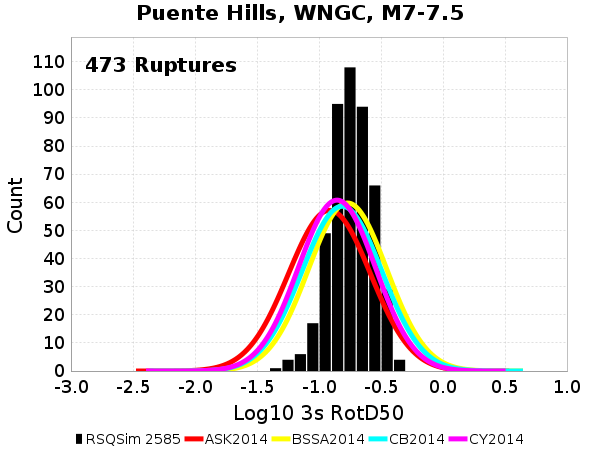 Puente Hills, WNGC, M7-7.5
473 Ruptures
Count
110
100
90
80
70
60
50
40
30
20
10
0
-3.0 -2.5 -2.0 -1.5 -1.0 -0.5 0.0 0.5 1.0
Log10 3s RotD50
RSQSim 2585 ASK2014 BSSA2014 CB2014 CY2014